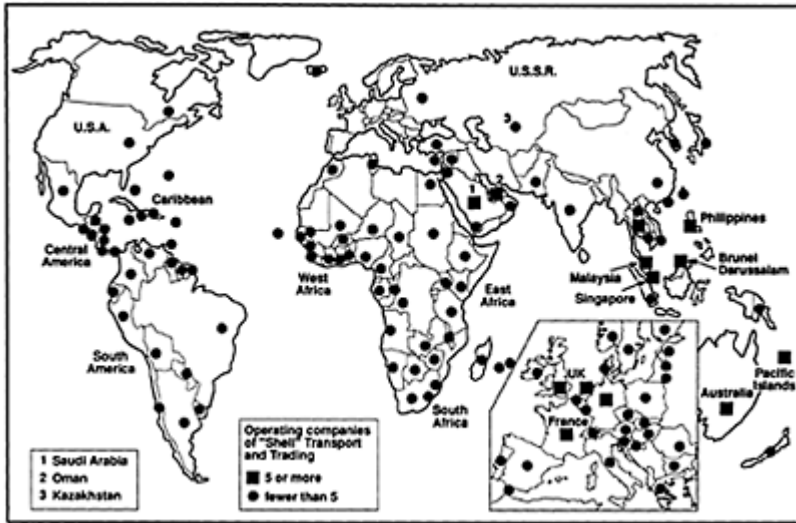 U.S.S.R.
U.S.A.
3
Caribbean
1
2
Philippines
Central
America
Brunel
Darussalam
West
Africa
East
Africa
Malaysia
Singapore
South
America
UK
Pacific
Islands
South
Africa
Australia
France
Operating companies
of "Shell" Transport
and Trading
5 or more
fewer than 5
1 Saudi Arabia
2 Oman
3 Kazakhstan